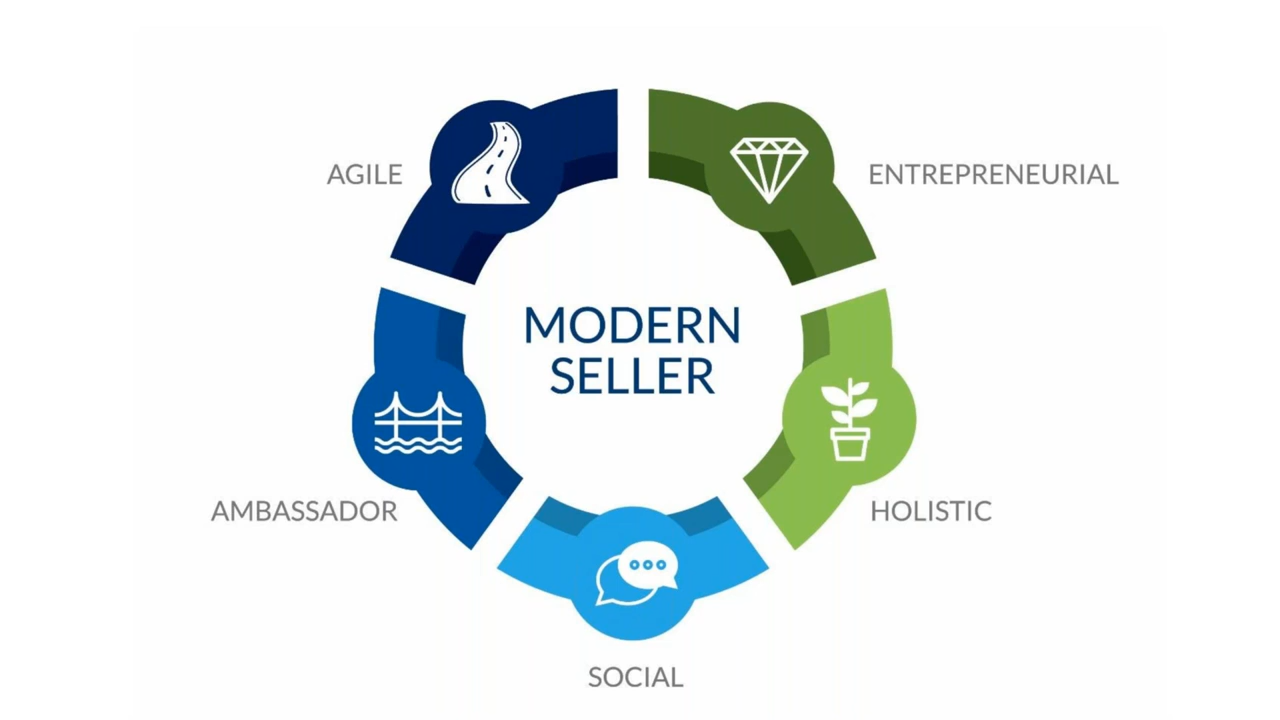 AGILE
ENTREPRENEURIAL
MODERN
SELLER
AMBASSADOR
HOLISTIC
SOCIAL